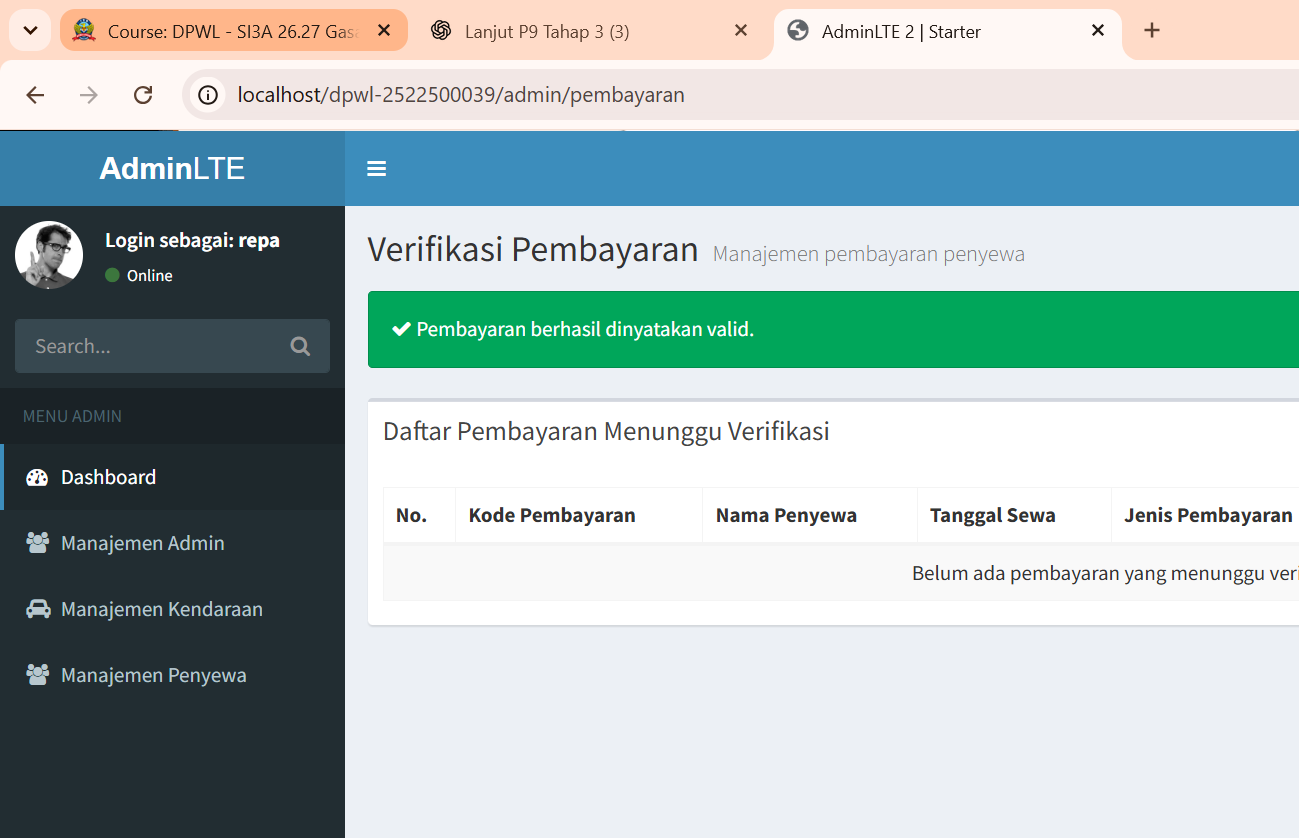 Course: DPWL - SI3A 26.27 Gasa
Lanjut P9 Tahap 3 (3)
AdminLTE 2 | Starter
localhost/dpwl-2522500039/admin/pembayaran
AdminLTE
Login sebagai: repa
Online
Search...
MENU ADMIN
Dashboard
Manajemen Admin
Manajemen Kendaraan
Manajemen Penyewa
Verifikasi Pembayaran Manajemen pembayaran penyewa
Pembayaran berhasil dinyatakan valid.
Daftar Pembayaran Menunggu Verifikasi
No. Kode Pembayaran Nama Penyewa Tanggal Sewa Jenis Pembayaran
Belum ada pembayaran yang menunggu veri